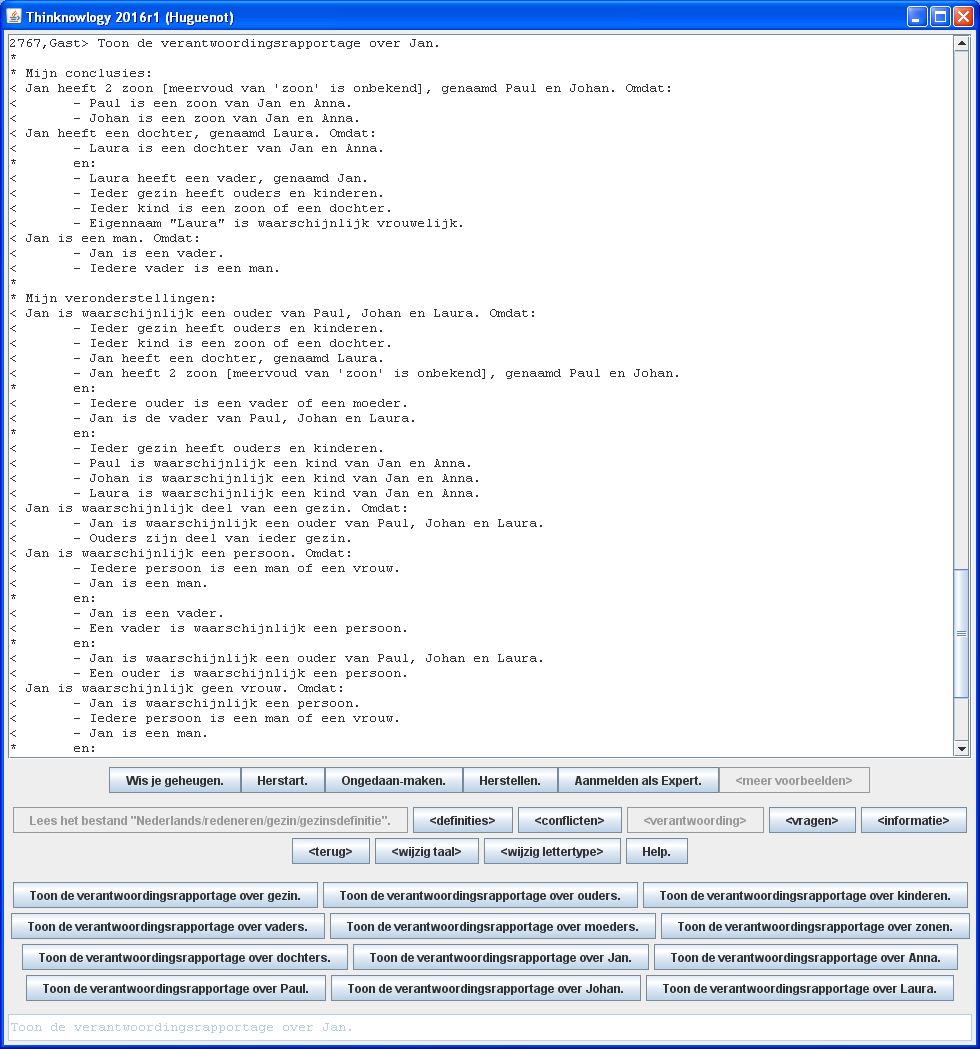 Thinknowlogy 2016r1 (Huguenot)
2767,Gast> Toon de verantwoordingsrapportage over Jan.
*
* Mijn conclusies:
< Jan heeft 2 zoon [meervoud van 'zoon' is onbekend], genaamd Paul en Johan. Omdat:
< - Paul is een zoon van Jan en Anna.
< - Johan is een zoon van Jan en Anna.
< Jan heeft een dochter, genaamd Laura. Omdat:
< - Laura is een dochter van Jan en Anna.
* en:
< - Laura heeft een vader, genaamd Jan.
< - Ieder gezin heeft ouders en kinderen.
< - Ieder kind is een zoon of een dochter.
< - Eigennaam "Laura" is waarschijnlijk vrouwelijk.
< Jan is een man. Omdat:
< - Jan is een vader.
< - Iedere vader is een man.
*
* Mijn veronderstellingen:
< Jan is waarschijnlijk een ouder van Paul, Johan en Laura. Omdat:
< - Ieder gezin heeft ouders en kinderen.
< - Ieder kind is een zoon of een dochter.
< - Jan heeft een dochter, genaamd Laura.
< - Jan heeft 2 zoon [meervoud van 'zoon' is onbekend], genaamd Paul en Johan.
* en:
< - Iedere ouder is een vader of een moeder.
< - Jan is de vader van Paul, Johan en Laura.
* en:
< - Ieder gezin heeft ouders en kinderen.
< - Paul is waarschijnlijk een kind van Jan en Anna.
< - Johan is waarschijnlijk een kind van Jan en Anna.
< - Laura is waarschijnlijk een kind van Jan en Anna.
< Jan is waarschijnlijk deel van een gezin. Omdat:
< - Jan is waarschijnlijk een ouder van Paul, Johan en Laura.
< - Ouders zijn deel van ieder gezin.
< Jan is waarschijnlijk een persoon. Omdat:
< - Iedere persoon is een man of een vrouw.
< - Jan is een man.
* en:
< - Jan is een vader.
< - Een vader is waarschijnlijk een persoon.
* en:
< - Jan is waarschijnlijk een ouder van Paul, Johan en Laura.
< - Een ouder is waarschijnlijk een persoon.
< Jan is waarschijnlijk geen vrouw. Omdat:
< - Jan is waarschijnlijk een persoon.
< - Iedere persoon is een man of een vrouw.
< - Jan is een man.
* en:
Wis je geheugen. Herstart. Ongedaan-maken. Herstellen. Aanmelden als Expert. <meer voorbeelden>
Lees het bestand "Nederlands/redeneren/gezin/gezinsdefinitie". <definities> <conflicten> <verantwoording> <vragen> <informatie>
<terug> <wijzig taal> <wijzig lettertype> Help.
Toon de verantwoordingsrapportage over gezin. Toon de verantwoordingsrapportage over ouders. Toon de verantwoordingsrapportage over kinderen.
Toon de verantwoordingsrapportage over vaders. Toon de verantwoordingsrapportage over moeders. Toon de verantwoordingsrapportage over zonen.
Toon de verantwoordingsrapportage over dochters. Toon de verantwoordingsrapportage over Jan. Toon de verantwoordingsrapportage over Anna.
Toon de verantwoordingsrapportage over Paul. Toon de verantwoordingsrapportage over Johan. Toon de verantwoordingsrapportage over Laura.
Toon de verantwoordingsrapportage over Jan.